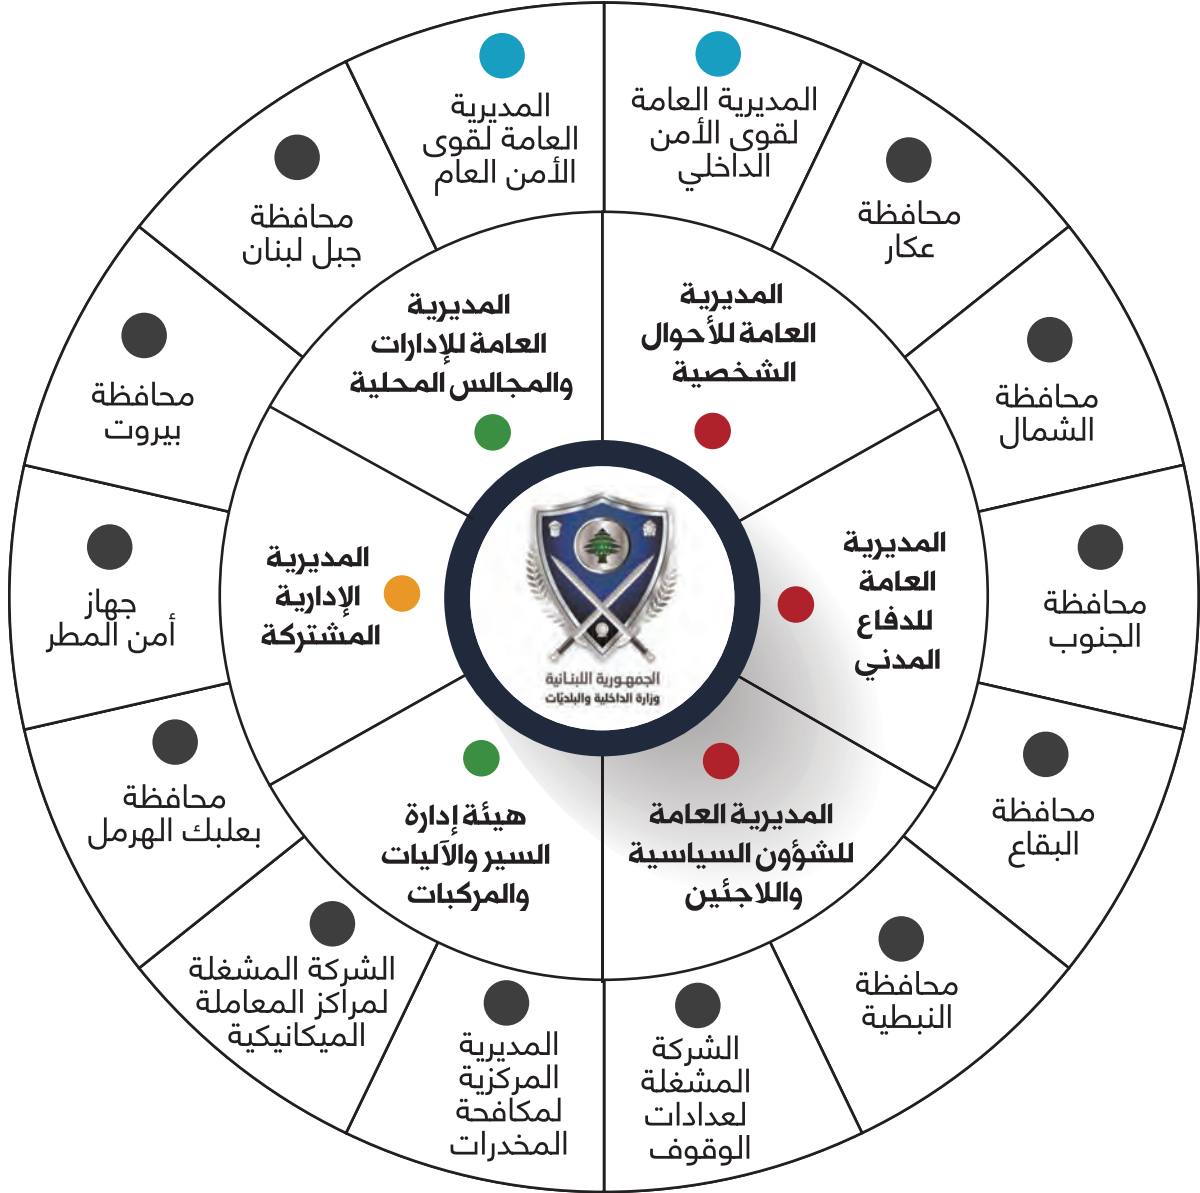 المديرية العامة
لقوى الأمن
الداخلي
محافظة
عكار
محافظة
الشمال
محافظة
الجنوب
محافظة
البقاع
محافظة
النبطية
الشركة
المشغلة
لعدادات
الوقوف
المديرية
المركزية
لمكافحة
المخدرات
الشركة المشغلة
لمراكز المعاملة
الميكانيكية
محافظة
بعلبك الهرمل
جهاز
أمن المطر
محافظة
بيروت
محافظة
جبل لبنان
المديرية
العامة لقوى
الأمن العام
المديرية
العامة للأحوال
الشخصية
المديرية
العامة
للدفاع
المدني
المديرية العامة
للشؤون السياسية
واللاجئين
هيئة إدارة
السير والآليات
والمركبات
المديرية
الإدارية
المشتركة
المديرية
العامة للإدارات
والمجالس المحلية
الجمهورية اللبنانية
وزارة الداخلية والبلديّات